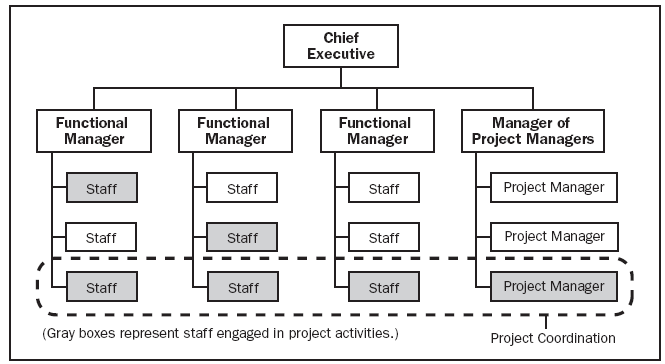 Chief
Executive
Functional
Manager
Functional
Manager
Functional
Manager
Manager of
Project Managers
Staff
Staff
Staff
Project Manager
Staff
Staff
Staff
Project Manager
Staff
Staff
Staff
Project Manager
(Gray boxes represent staff engaged in project activities.)
Project Coordination